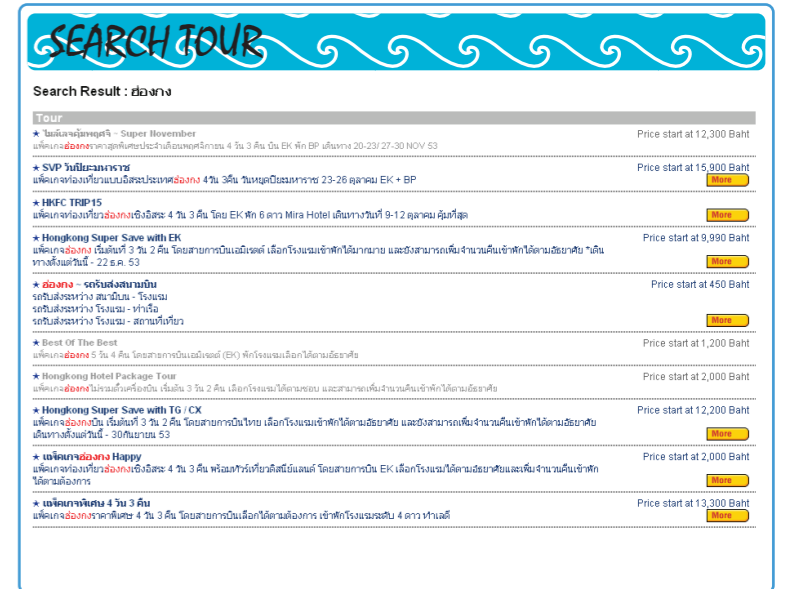 SEARCH TOUR
Search Result : ฮ่องกง
Tour
★ ไมล์เลจคุ้มพฤศจิ ~ Super November Price start at 12,300 Baht
แพ็คเกจฮ่องกงราคาสุดพิเศษประจำเดือนพฤศจิกายน 4 วัน 3 คืน บิน EK พัก BP เดินทาง 20-23/ 27-30 NOV 53
★ SVP วันปิยะมหาราช Price start at 15,900 Baht
แพ็คเกจท่องเที่ยวแบบอิสระประเทศฮ่องกง 4วัน 3คืน วันหยุดปิยะมหาราช 23-26 ตุลาคม EK + BP
More
★ HKFC TRIP15
แพ็คเกจท่องเที่ยวฮ่องกงเชิงอิสระ 4 วัน 3 คืน โดย EK พัก 6 ดาว Mira Hotel เดินทางวันที่ 9-12 ตุลาคม คุ้มที่สุด
More
★ Hongkong Super Save with EK Price start at 9,990 Baht
แพ็คเกจฮ่องกง เริ่มต้นที่ 3 วัน 2 คืน โดยสายการบินเอมิเรตต์ เลือกโรงแรมเข้าพักได้มากมาย และยังสามารถเพิ่มจำนวนคืนเข้าพักได้ตามอัธยาศัย *เดิน
ทางตั้งแต่วันนี้ - 22 ธ.ค. 53
More
★ ฮ่องกง ~ รถรับส่งสนามบิน Price start at 450 Baht
รถรับส่งระหว่าง สนามิบน - โรงแรม
รถรับส่งระหว่าง โรงแรม - ท่าเรือ
รถรับส่งระหว่าง โรงแรม - สถานที่เที่ยว
More
★ Best Of The Best Price start at 1,200 Baht
แพ็คเกจฮ่องกง 5 วัน 4 คืน โดยสายการบินเอมิเรตต์ (EK) พักโรงแรมเลือกได้ตามอัธยาศัย
★ Hongkong Hotel Package Tour Price start at 2,000 Baht
แพ็คเกจฮ่องกงไม่รวมตั๋วเครื่องบิน เริ่มต้น 3 วัน 2 คืน เลือกโรงแรมได้ตามชอบ และสามารถเพิ่มจำนวนคืนเข้าพักได้ตามอัธยาศัย
★ Hongkong Super Save with TG / CX Price start at 12,200 Baht
แพ็คเกจฮ่องกงบิน เริ่มต้นที่ 3 วัน 2 คืน โดยสายการบินไทย เลือกโรงแรมเข้าพักได้ตามอัธยาศัย และยังสามารถเพิ่มจำนวนคืนเข้าพักได้ตามอัธยาศัย
เดินทางตั้งแต่วันนี้ - 30กันยายน 53
More
★ แพ็คเกจฮ่องกง Happy Price start at 2,000 Baht
แพ็คเกจท่องเที่ยวฮ่องกงเชิงอิสระ 4 วัน 3 คืน พร้อมทัวร์เที่ยวดิสนีย์แลนด์ โดยสายการบิน EK เลือกโรงแรมได้ตามอัธยาศัยและเพิ่มจำนวนคืนเข้าพัก
ได้ตามต้องการ
More
★ แพ็คเกจพิเศษ 4 วัน 3 คืน Price start at 13,300 Baht
แพ็คเกจฮ่องกงราคาพิเศษ 4 วัน 3 คืน โดยสายการบินเลือกได้ตามต้องการ เข้าพักโรงแรมระดับ 4 ดาว ทำเลดี
More